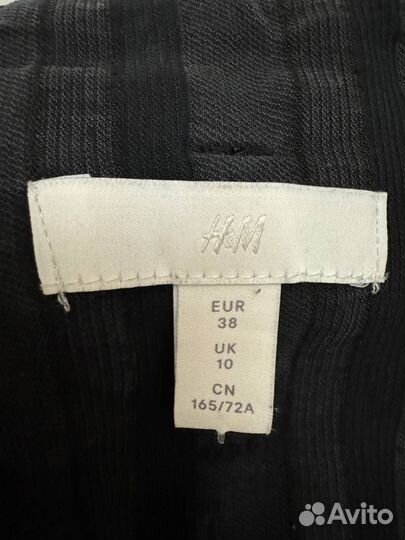 H&M
EUR
38
UK
10
CN
165/72A
Avito